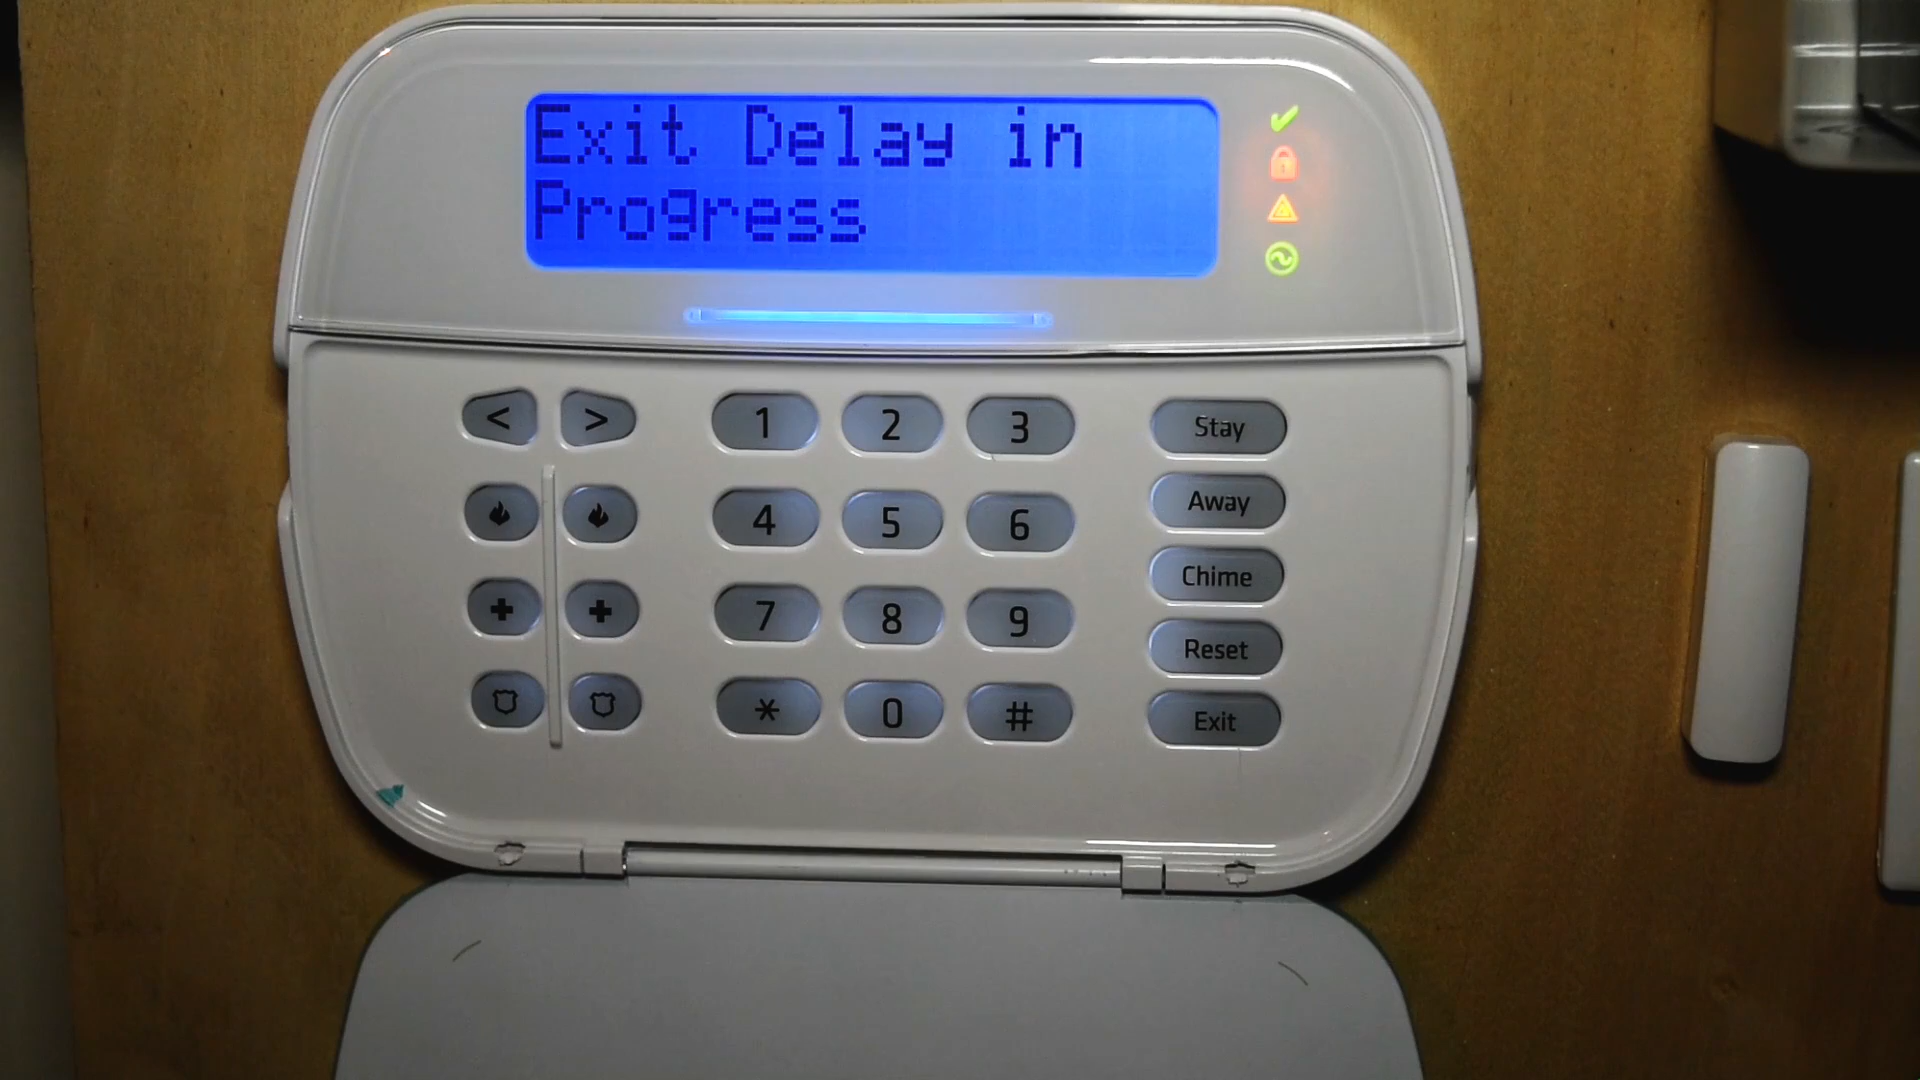 Exit Delay in
Progress
< > 1 2 3 Stay
4 5 6 Away
7 8 9 Chime
Reset
* 0 # Exit